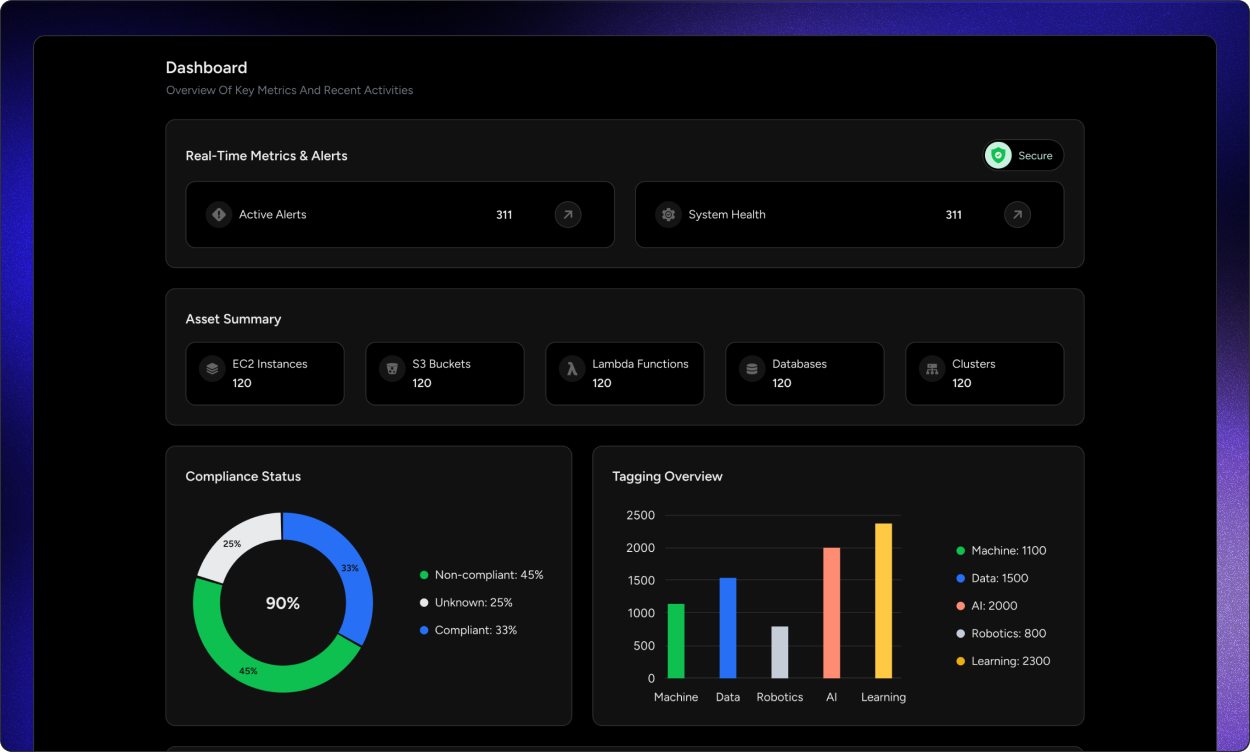 Dashboard
Overview Of Key Metrics And Recent Activities
Real-Time Metrics & Alerts
Secure
Active Alerts 311
System Health 311
Asset Summary
EC2 Instances
120
S3 Buckets
120
Lambda Functions
120
Databases
120
Clusters
120
Compliance Status
25%
33%
90%
45%
Non-compliant: 45%
Unknown: 25%
Compliant: 33%
Tagging Overview
2500
2000
1500
1000
500
0
Machine Data Robotics AI Learning
Machine: 1100
Data: 1500
AI: 2000
Robotics: 800
Learning: 2300